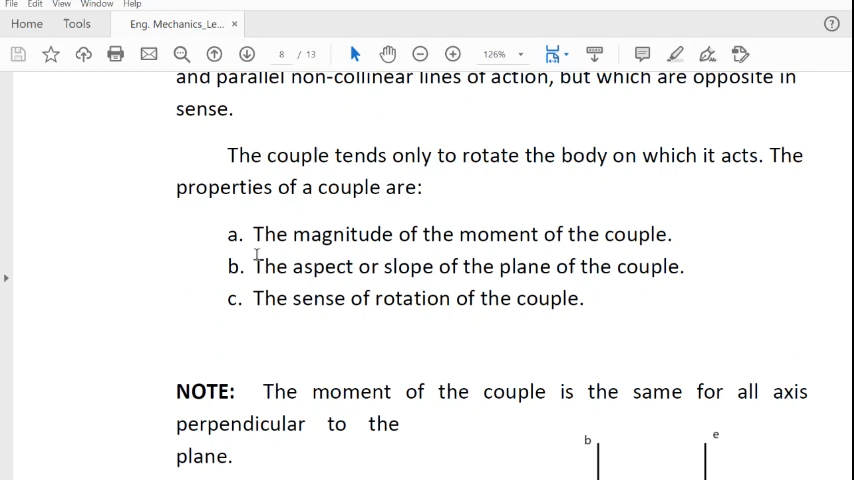 File Edit View Window Help
Home Tools Eng. Mechanics_Le... ×
8 / 13 126%
and parallel non-collinear lines of action, but which are opposite in
sense.
The couple tends only to rotate the body on which it acts. The
properties of a couple are:
a. The magnitude of the moment of the couple.
b. The aspect or slope of the plane of the couple.
c. The sense of rotation of the couple.
NOTE: The moment of the couple is the same for all axis
perpendicular to the
plane.
b e